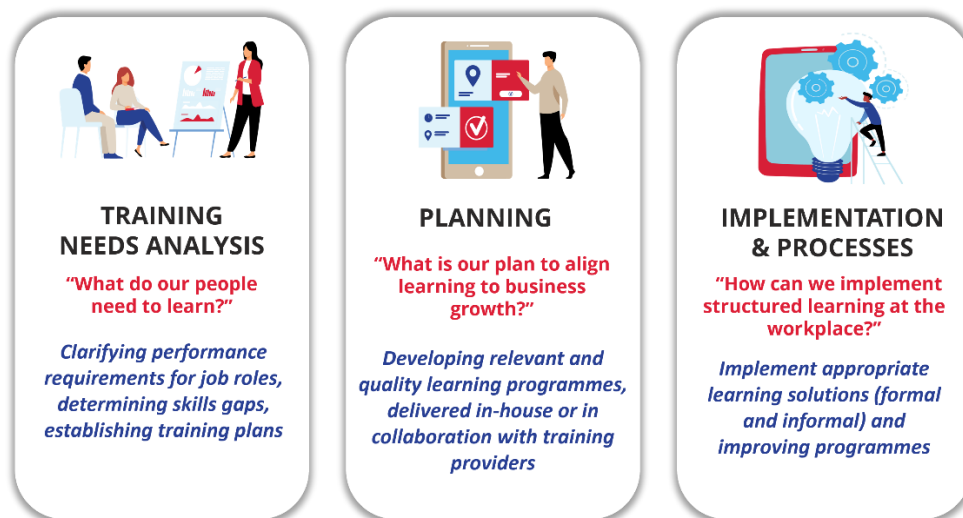 TRAINING
NEEDS ANALYSIS
“What do our people
need to learn?”
Clarifying performance
requirements for job roles,
determining skills gaps,
establishing training plans
PLANNING
“What is our plan to align
learning to business
growth?”
Developing relevant and
quality learning programmes,
delivered in-house or in
collaboration with training
providers
IMPLEMENTATION
& PROCESSES
“How can we implement
structured learning at the
workplace?”
Implement appropriate
learning solutions (formal
and informal) and
improving programmes